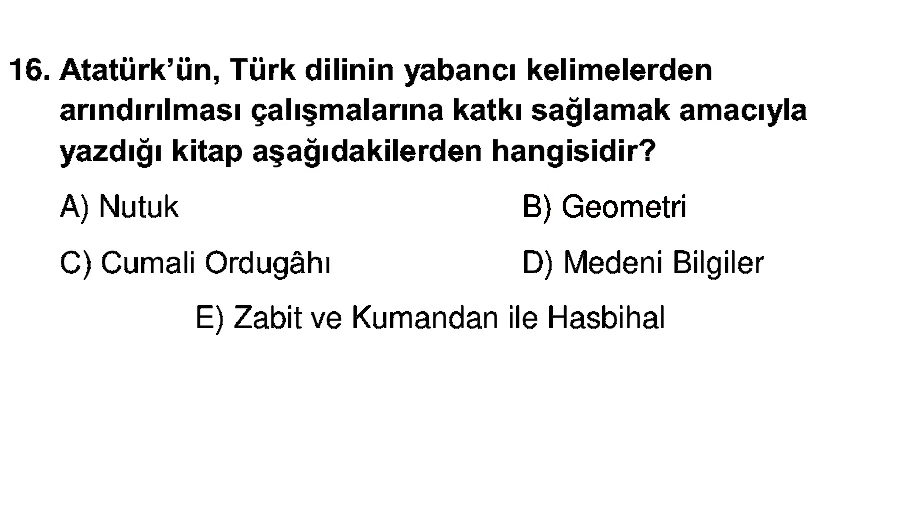 16. Atatürk’ün, Türk dilinin yabancı kelimelerden
arındırılması çalışmalarına katkı sağlamak amacıyla
yazdığı kitap aşağıdakilerden hangisidir?
A) Nutuk B) Geometri
C) Cumali Ordugâhı D) Medeni Bilgiler
E) Zabit ve Kumandan ile Hasbihal